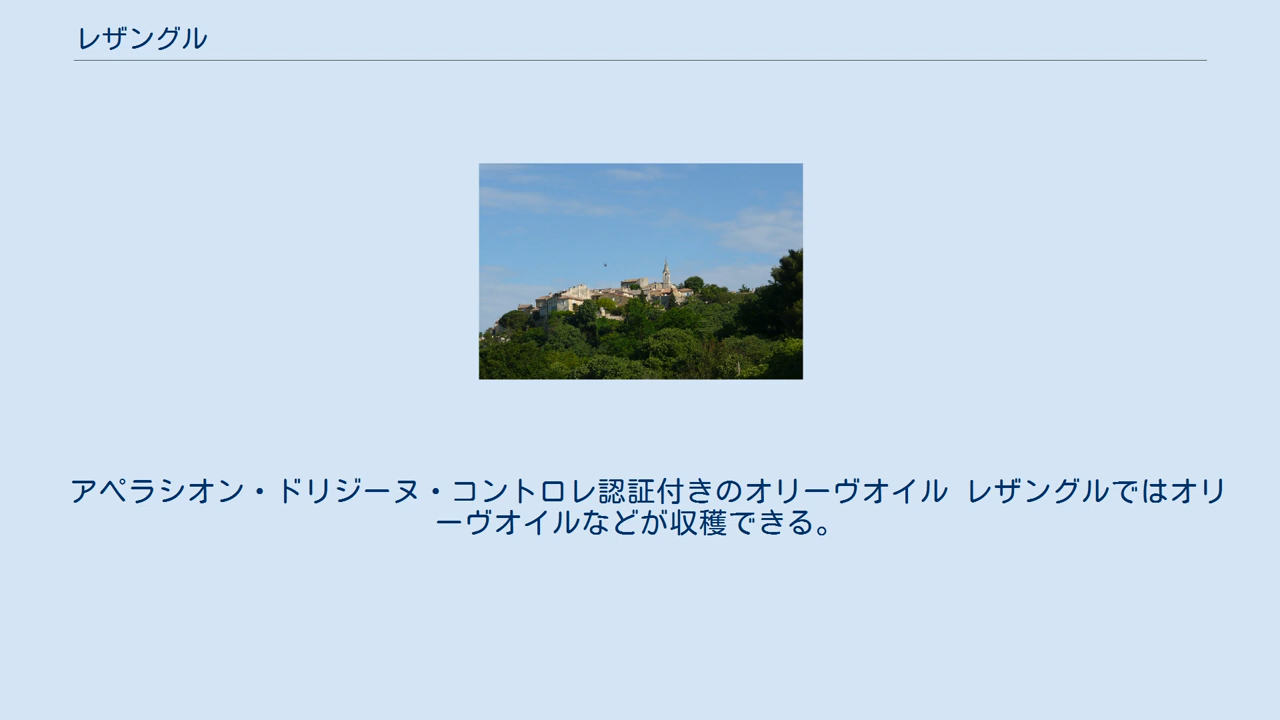 レザングル
アペラシオン・ドリジーヌ・コントロレ認証付きのオリーヴオイル レザングルではオリ
ーヴオイルなどが収穫できる。